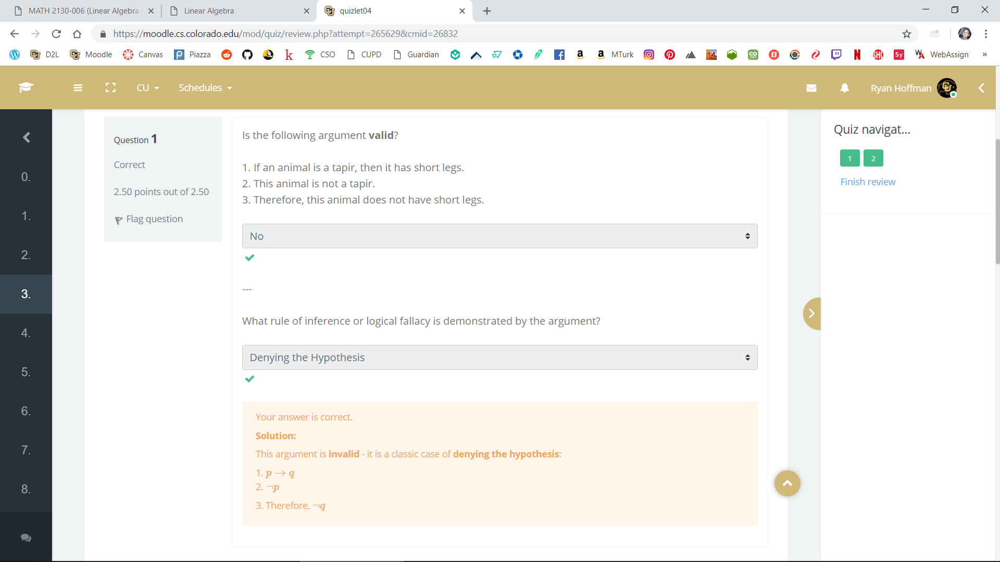 MATH 2130-006 (Linear Algebra
Linear Algebra
quizlet04
https://moodle.cs.colorado.edu/mod/quiz/review.php?attempt=265629&cmid=26832
D2L Moodle Canvas Piazza CSO CUPD Guardian MTurk WebAssign »
CU Schedules Ryan Hoffman
Question 1
Correct
2.50 points out of 2.50
Flag question
Is the following argument valid?
1. If an animal is a tapir, then it has short legs.
2. This animal is not a tapir.
3. Therefore, this animal does not have short legs.
No
---
What rule of inference or logical fallacy is demonstrated by the argument?
Denying the Hypothesis
Your answer is correct.
Solution:
This argument is invalid - it is a classic case of denying the hypothesis:
1. p → q
2. ¬p
3. Therefore, ¬q
Quiz navigat...
1 2
Finish review
0.
1.
2.
3.
4.
5.
6.
7.
8.